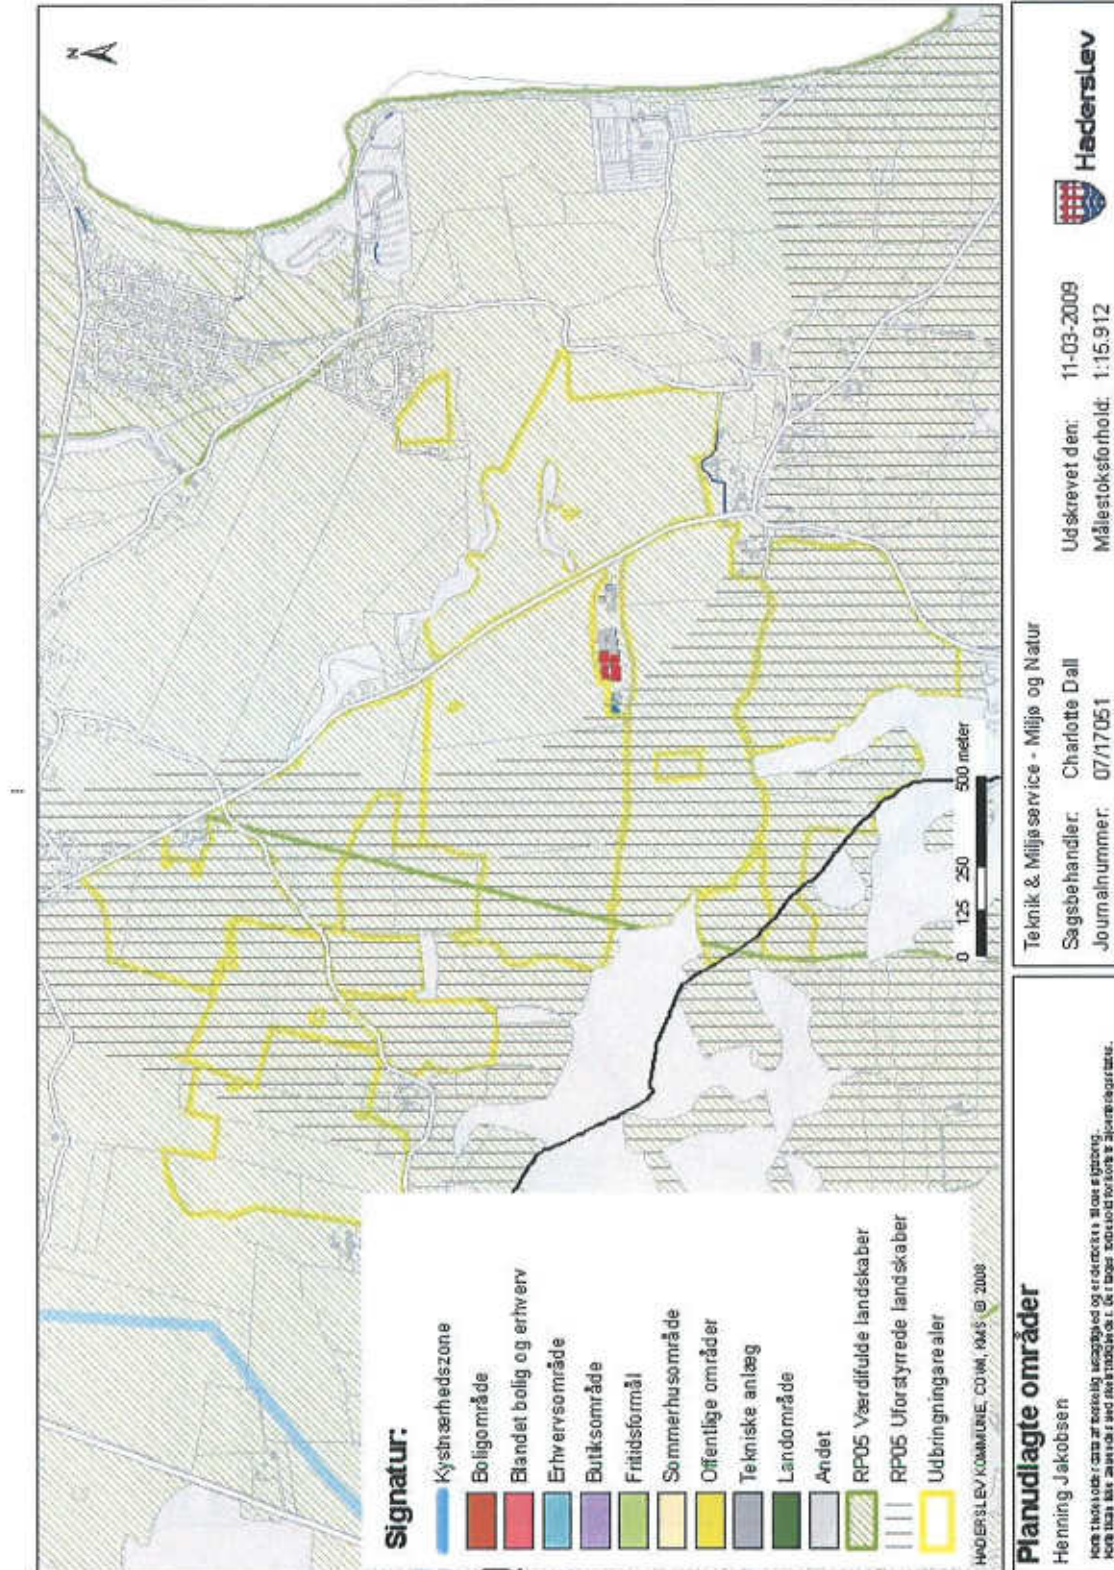 N
Signatur:
Kystnærhedszone
Boligområde
Blandet bolig og erhverv
Erhvervsområde
Butiksområde
Fritidsformål
Sommerhusområde
Offentlige områder
Tekniske anlæg
Landområde
Andet
RP05 Værdifulde landskaber
RP05 Uforstyrrede landskaber
Udbringningarealer
0 125 250 500 meter
HADERSLEV KOMMUNE, COWI, KMS @ 2008
Planudlagte områder
Henning Jakobsen
Teknik & Miljøservice - Miljø og Natur
Sagsbehandler: Charlotte Dall
Journalnummer: 07/17051
Udskrevet den: 11-03-2009
Målestoksforhold: 1:15.912
Haderslev